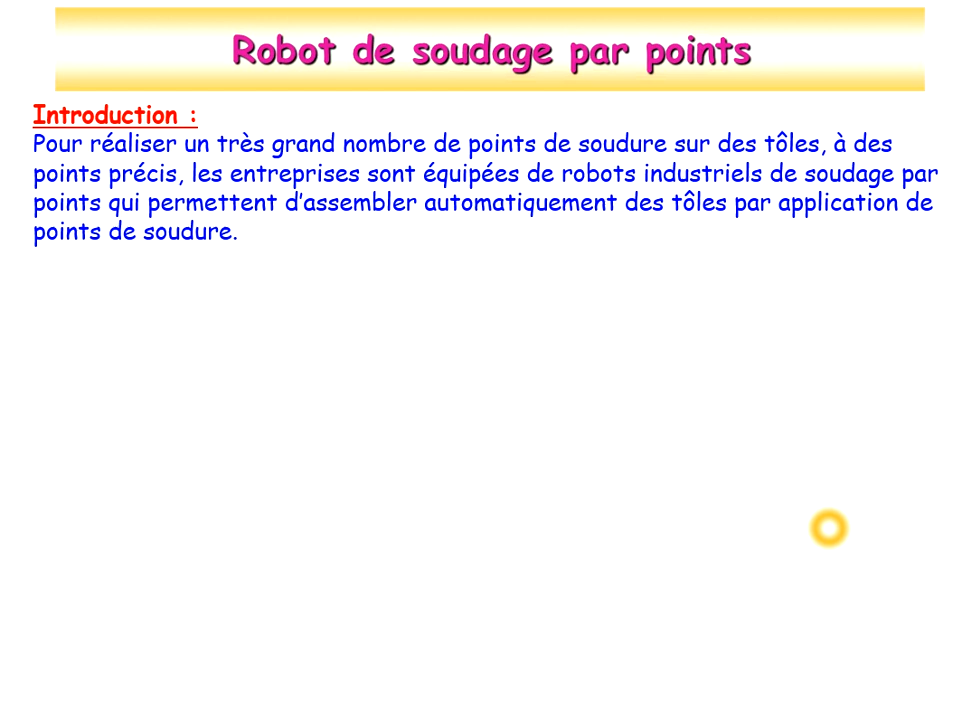 Robot de soudage par points
Introduction :
Pour réaliser un très grand nombre de points de soudure sur des tôles, à des
points précis, les entreprises sont équipées de robots industriels de soudage par
points qui permettent d’assembler automatiquement des tôles par application de
points de soudure.